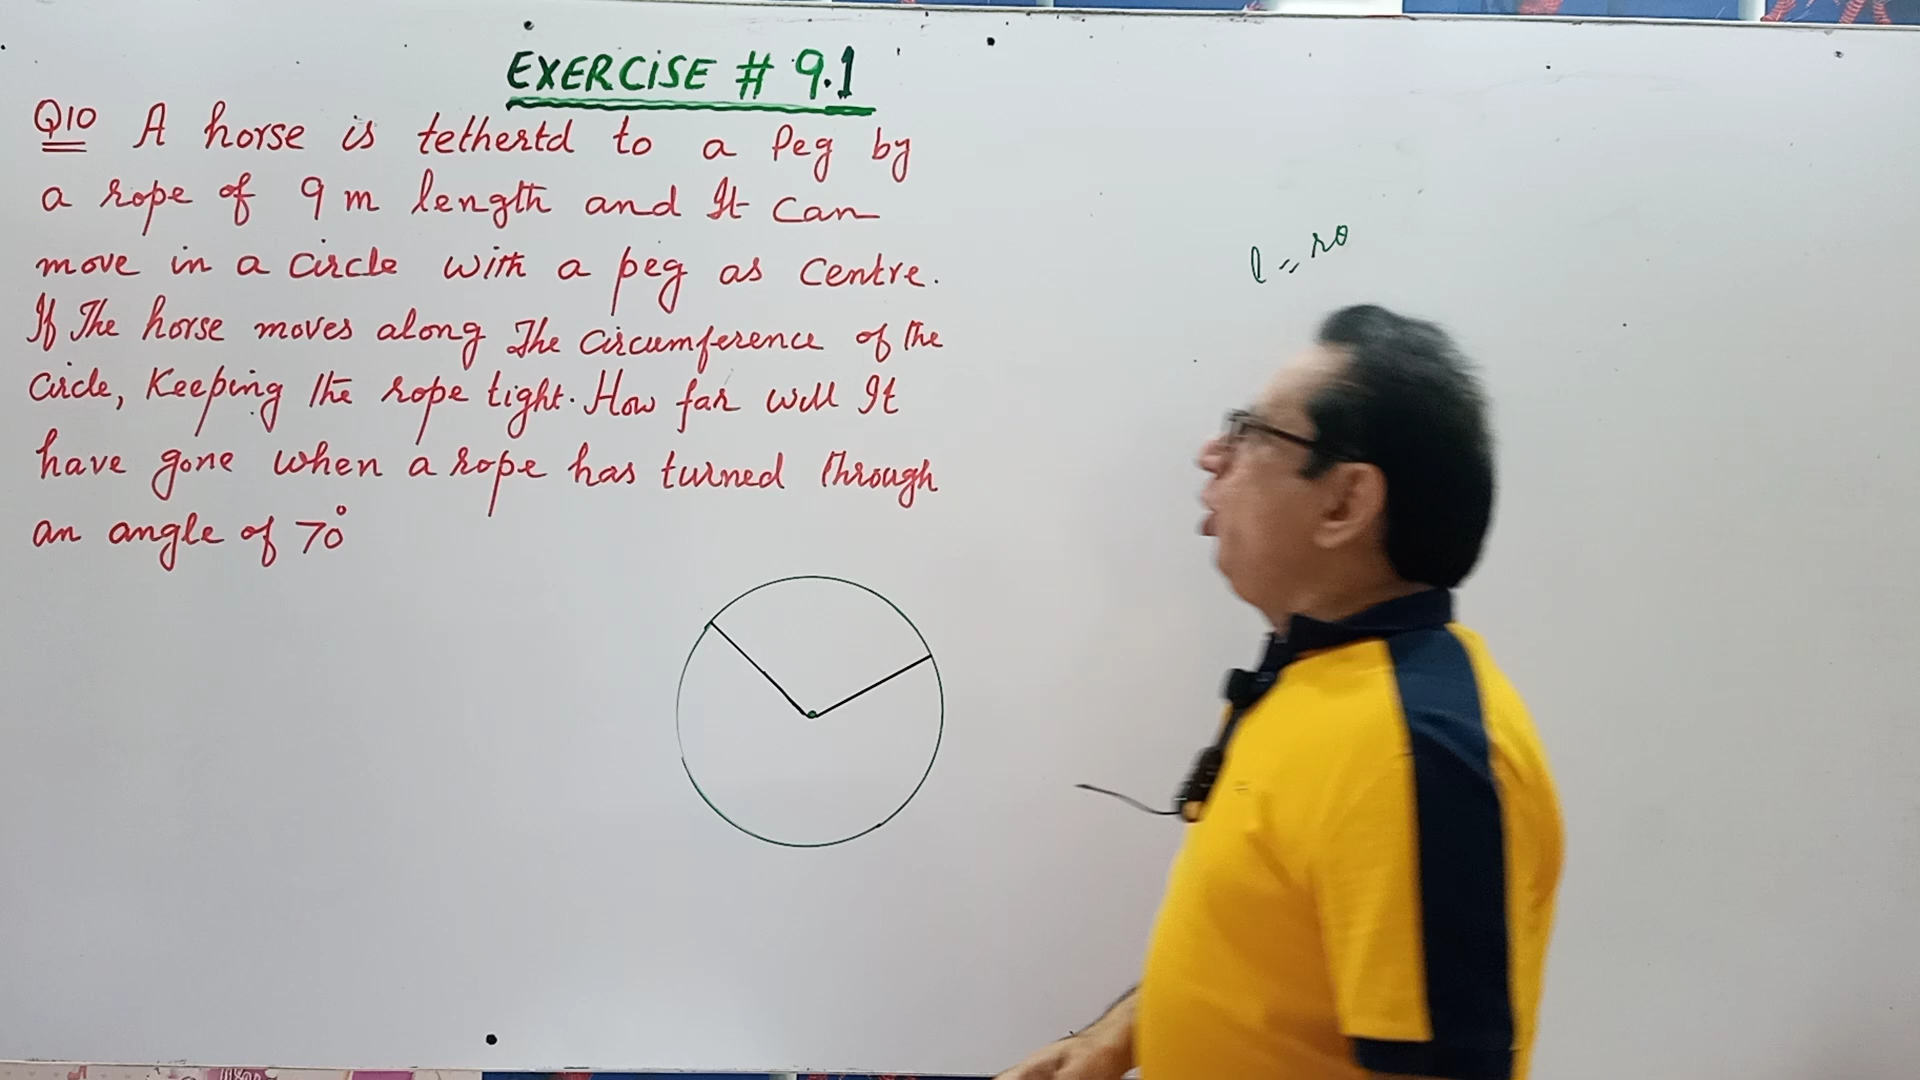 EXERCISE # 9.1
Q10 A horse is tethertd to a Peg by
a rope of 9 m length and It can
move in a circle with a peg as centre.
If The horse moves along The circumference of the
circle, Keeping the rope tight. How far will It
have gone when a rope has turned through
an angle of 70°
l = rθ